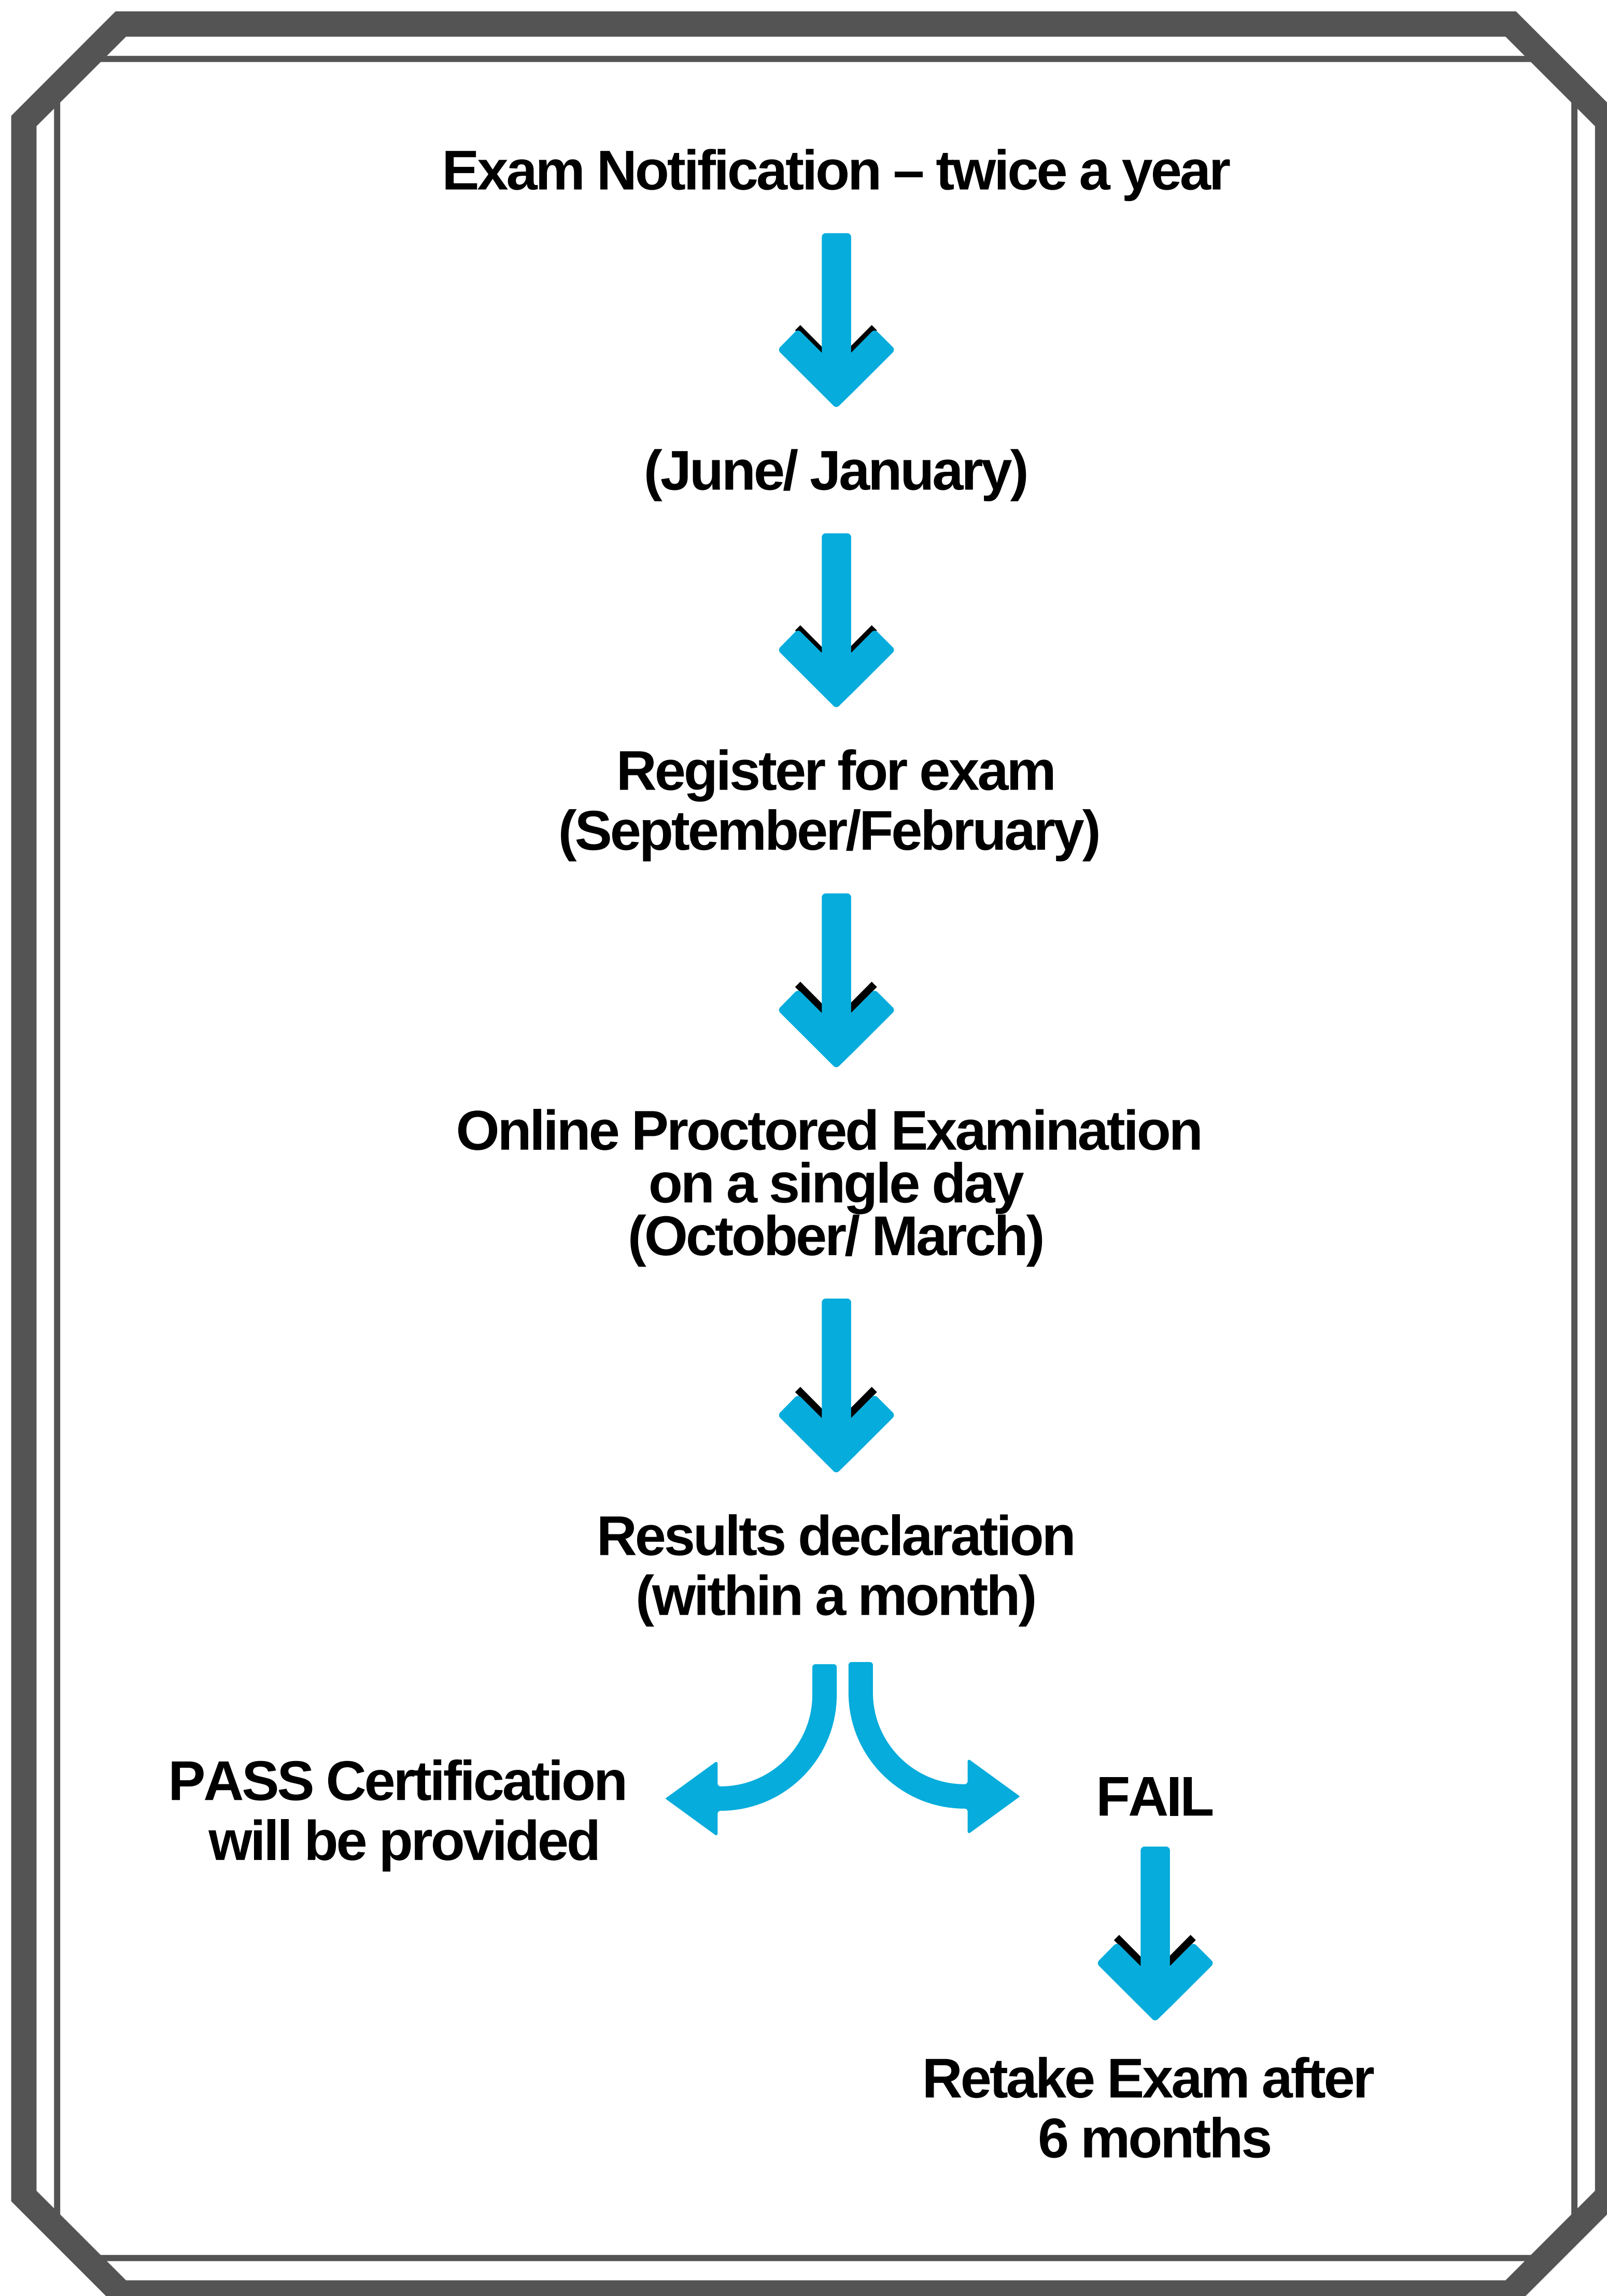 Exam Notification – twice a year
(June/ January)
Register for exam
(September/February)
Online Proctored Examination
on a single day
(October/ March)
Results declaration
(within a month)
PASS Certification
will be provided
FAIL
Retake Exam after
6 months